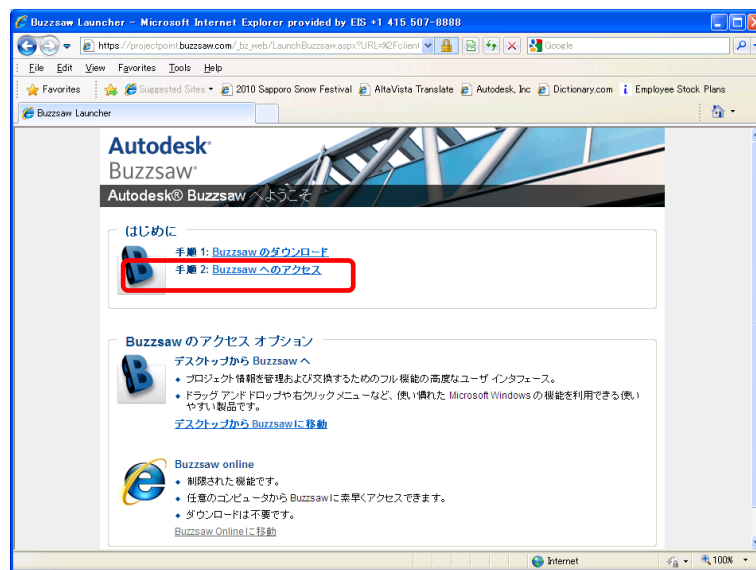 Buzzsaw Launcher - Microsoft Internet Explorer provided by EIS +1 415 507-8888
https://projectpoint.buzzsaw.com/_bz_web/LaunchBuzzsaw.aspx?URL=%2Fclient
Google
File Edit View Favorites Tools Help
Favorites Suggested Sites 2010 Sapporo Snow Festival AltaVista Translate Autodesk, Inc Dictionary.com Employee Stock Plans
Buzzsaw Launcher
Autodesk®
Buzzsaw®
Autodesk® Buzzsaw へようこそ
はじめに
手順 1: Buzzsaw のダウンロード
手順 2: Buzzsaw へのアクセス
Buzzsaw のアクセス オプション
デスクトップから Buzzsaw へ
• プロジェクト情報を管理および交換するためのフル機能の高度なユーザ インタフェース。
• ドラッグ アンド ドロップや右クリック メニューなど、使い慣れた Microsoft Windows の機能を利用できる使い
やすい製品です。
デスクトップから Buzzsaw に移動
Buzzsaw online
• 制限された機能です。
• 任意のコンピュータから Buzzsaw に素早くアクセスできます。
• ダウンロードは不要です。
Buzzsaw Online に移動
Internet 100%